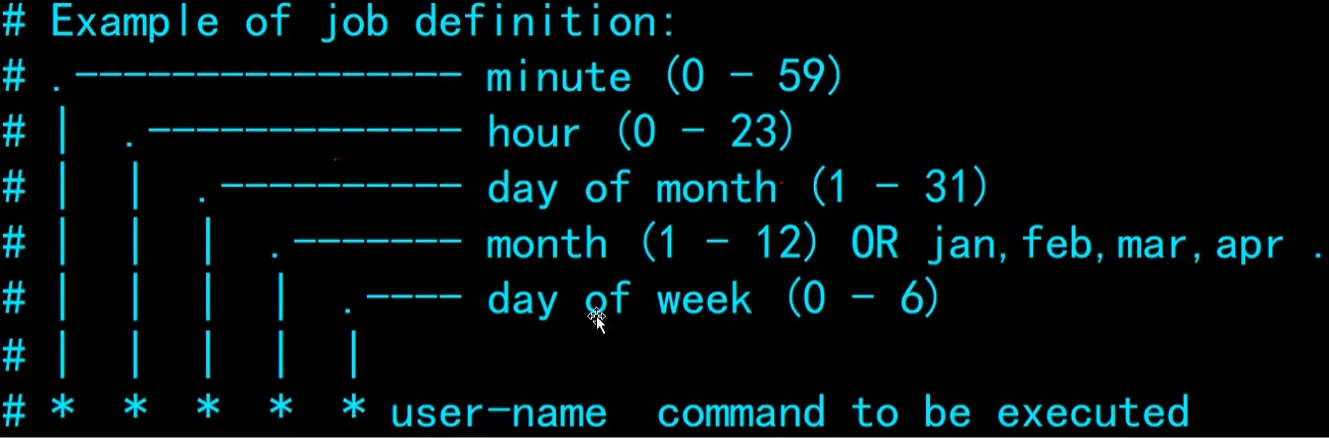 # Example of job definition:
# .---------------- minute (0 - 59)
# |  .------------- hour (0 - 23)
# |  |  .---------- day of month (1 - 31)
# |  |  |  .------- month (1 - 12) OR jan,feb,mar,apr .
# |  |  |  |  .---- day of week (0 - 6)
# |  |  |  |  |
# *  *  *  *  * user-name  command to be executed